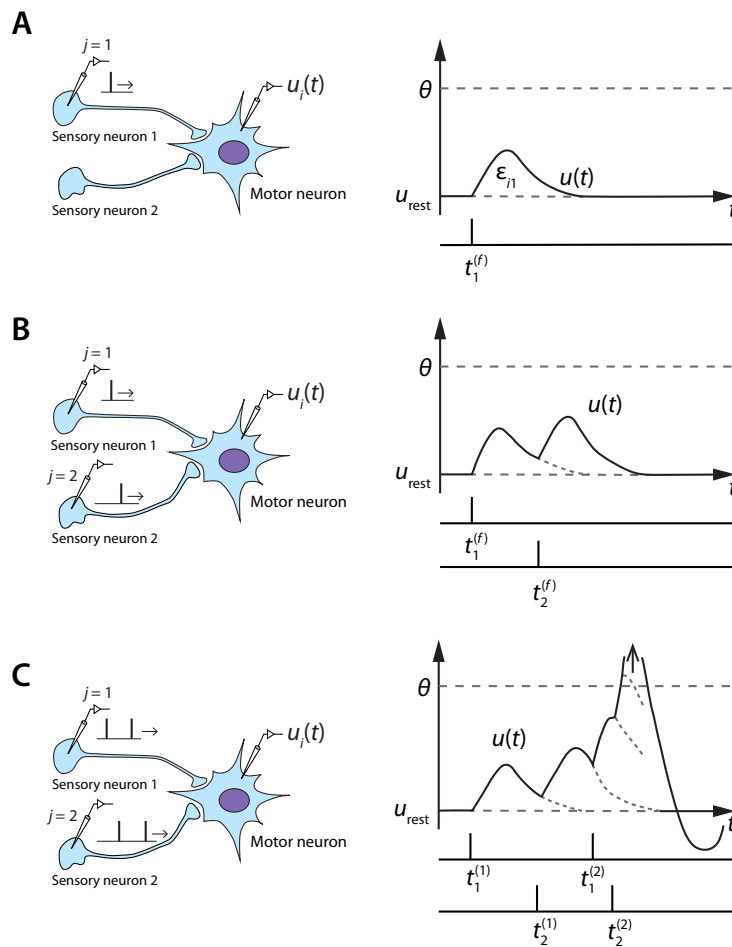 A
j = 1
u_i(t)
Sensory neuron 1
Sensory neuron 2
Motor neuron
θ
ε_{i1}
u(t)
u_rest
t
t_1^{(f)}
B
j = 1
u_i(t)
Sensory neuron 1
j = 2
Motor neuron
Sensory neuron 2
θ
u(t)
u_rest
t
t_1^{(f)}
t_2^{(f)}
C
j = 1
u_i(t)
Sensory neuron 1
j = 2
Motor neuron
Sensory neuron 2
θ
u(t)
u_rest
t
t_1^{(1)}
t_1^{(2)}
t_2^{(1)}
t_2^{(2)}